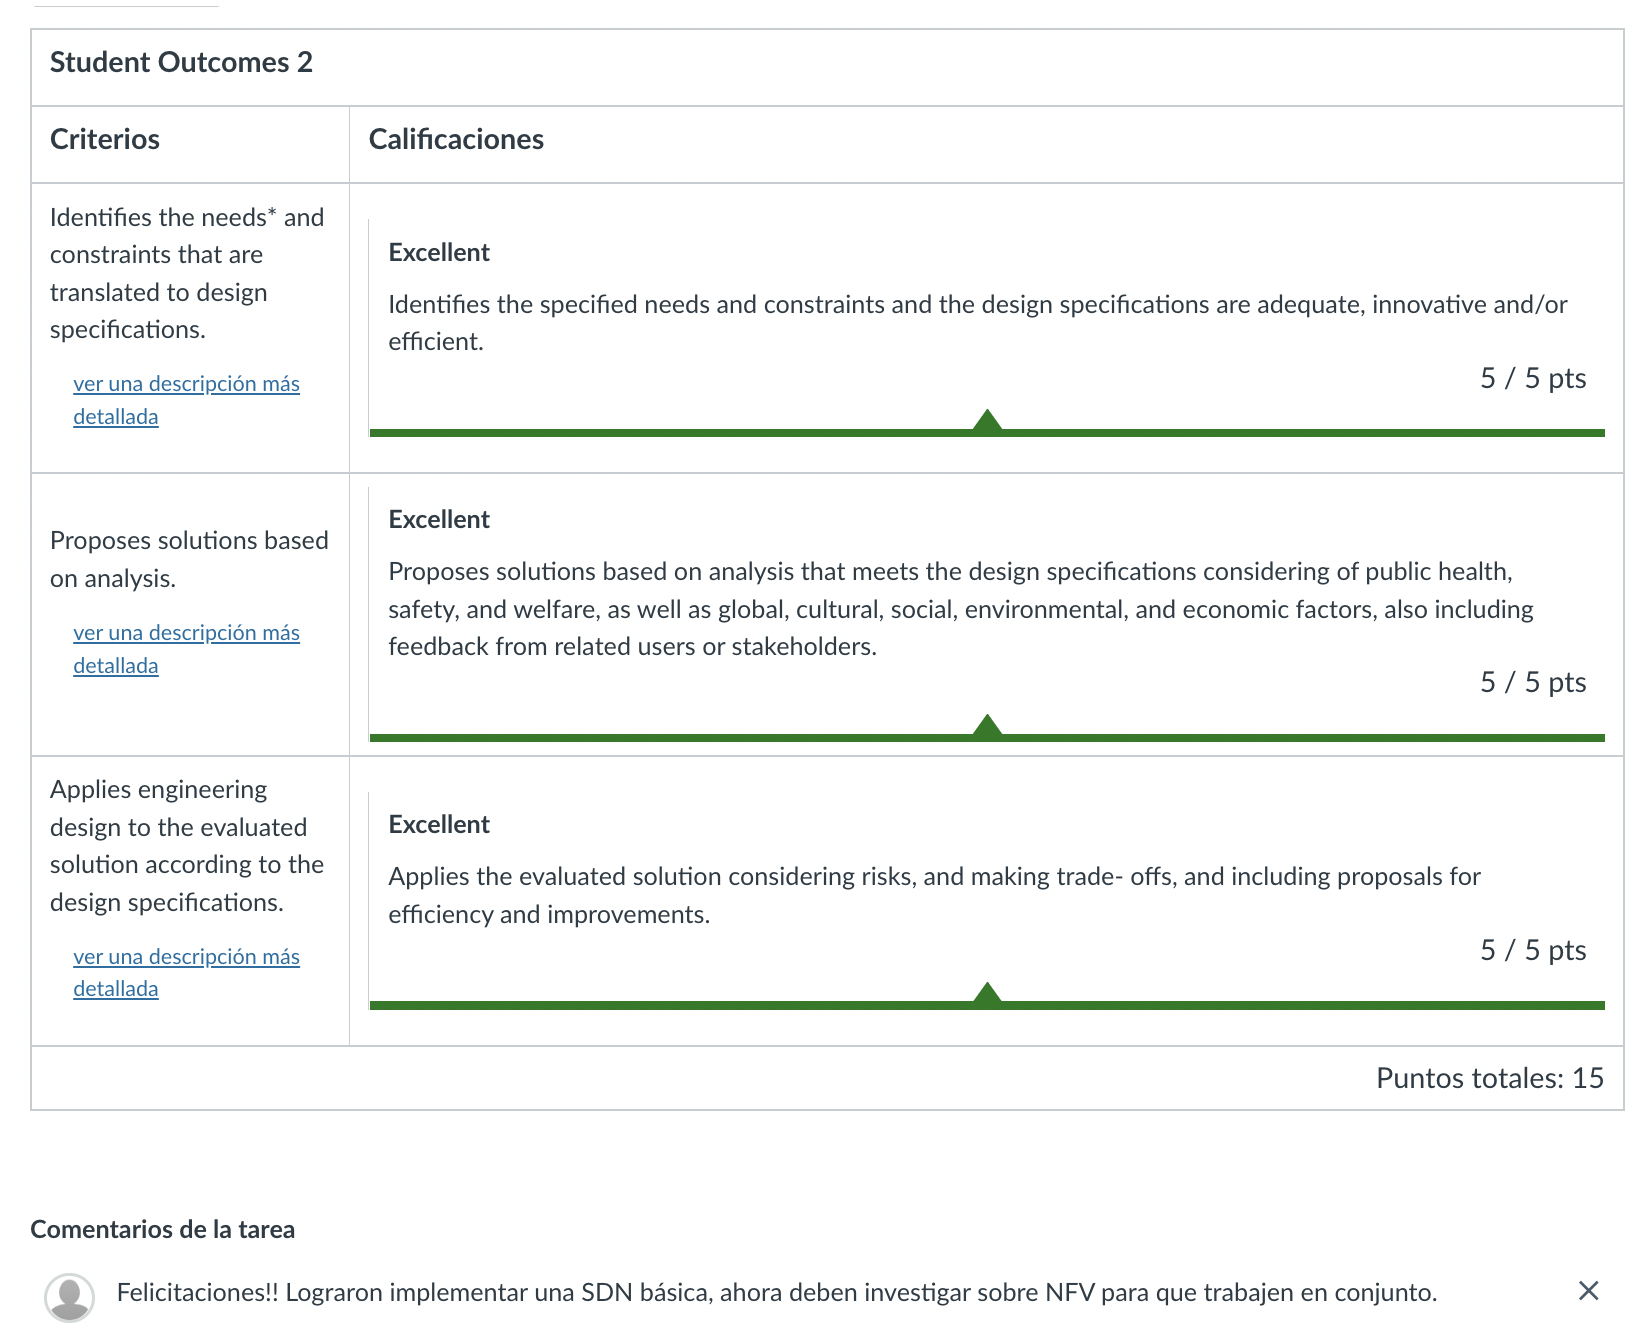 Student Outcomes 2
Criterios
Calificaciones
Identifies the needs* and
constraints that are
translated to design
specifications.
ver una descripción más
detallada
Excellent
Identifies the specified needs and constraints and the design specifications are adequate, innovative and/or
efficient.
5 / 5 pts
Proposes solutions based
on analysis.
ver una descripción más
detallada
Excellent
Proposes solutions based on analysis that meets the design specifications considering of public health,
safety, and welfare, as well as global, cultural, social, environmental, and economic factors, also including
feedback from related users or stakeholders.
5 / 5 pts
Applies engineering
design to the evaluated
solution according to the
design specifications.
ver una descripción más
detallada
Excellent
Applies the evaluated solution considering risks, and making trade- offs, and including proposals for
efficiency and improvements.
5 / 5 pts
Puntos totales: 15
Comentarios de la tarea
Felicitaciones!! Lograron implementar una SDN básica, ahora deben investigar sobre NFV para que trabajen en conjunto.